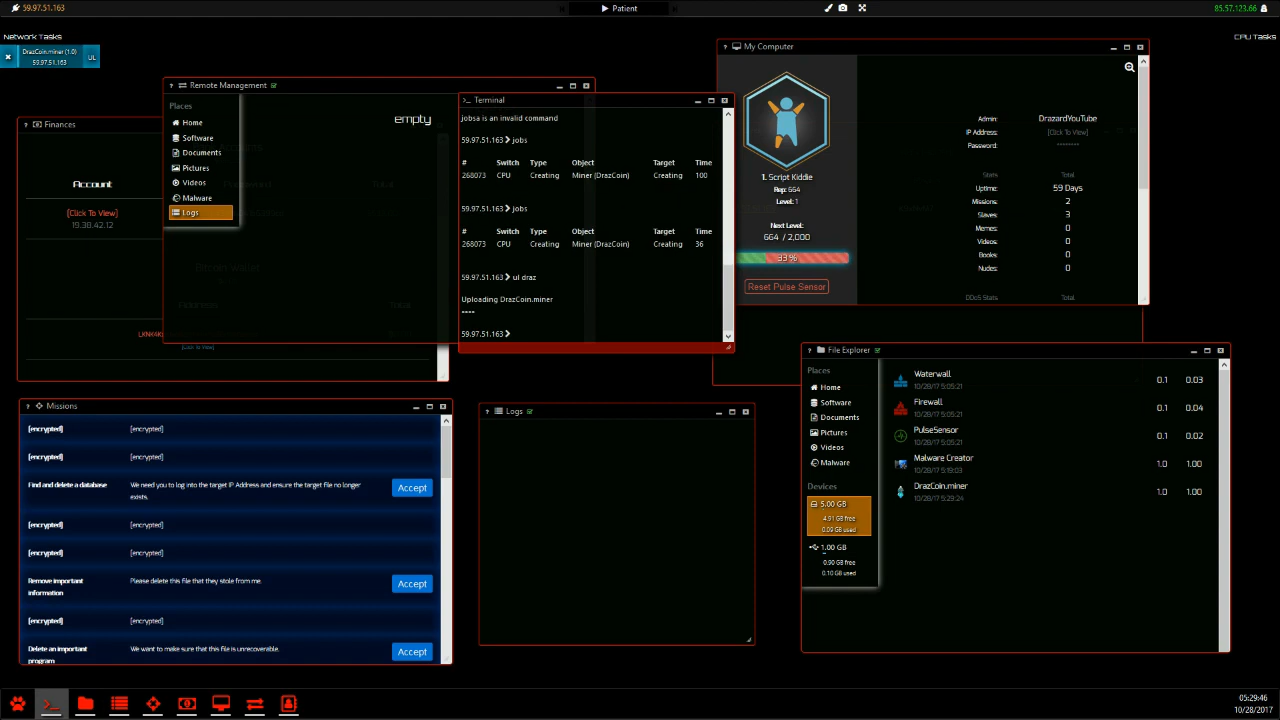 59.97.51.163
Patient
85.57.123.66
Network Tasks
CPU Tasks
DrazCoin.miner (1.0)
59.97.51.163
UL
? Finances
Account
[Click To View]
19.38.42.12
? Remote Management
Places
Home
Software
Documents
Pictures
Videos
Malware
Logs
empty
>_ Terminal
jobsa is an invalid command
59.97.51.163 > jobs
# Switch Type Object Target Time
268073 CPU Creating Miner (DrazCoin) Creating 100
59.97.51.163 > jobs
# Switch Type Object Target Time
268073 CPU Creating Miner (DrazCoin) Creating 36
59.97.51.163 > ul draz
Uploading DrazCoin.miner
----
59.97.51.163 >
? My Computer
1. Script Kiddie
Rep: 664
Level: 1
Next Level:
664 / 2,000
33 %
Reset Pulse Sensor
Admin: DrazardYouTube
IP Address: [Click To View]
Password: ********
Stats Total
Uptime: 59 Days
Missions: 2
Slaves: 3
Memes: 0
Videos: 0
Books: 0
Nudes: 0
DDoS Stats Total
? Missions
[encrypted] [encrypted]
[encrypted] [encrypted]
Find and delete a database We need you to log into the target IP Address and ensure the target file no longer exists. Accept
[encrypted] [encrypted]
[encrypted] [encrypted]
Remove important information Please delete this file that they stole from me. Accept
[encrypted] [encrypted]
Delete an important program We want to make sure that this file is unrecoverable. Accept
? Logs
? File Explorer
Places
Home
Software
Documents
Pictures
Videos
Malware
Devices
5.00 GB
4.91 GB free
0.09 GB used
1.00 GB
0.90 GB free
0.10 GB used
Waterwall 0.1 0.03
10/28/17 5:05:21
Firewall 0.1 0.04
10/28/17 5:05:21
PulseSensor 0.1 0.02
10/28/17 5:05:21
Malware Creator 1.0 1.00
10/28/17 5:19:03
DrazCoin.miner 1.0 1.00
10/28/17 5:29:24
05:29:46
10/28/2017